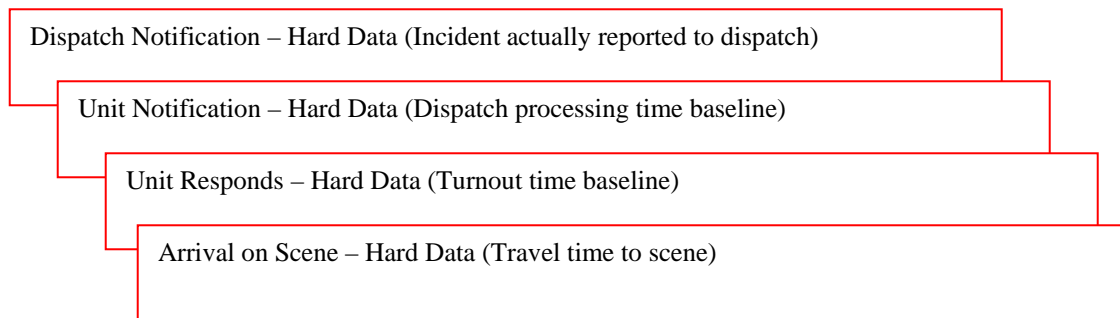 Dispatch Notification – Hard Data (Incident actually reported to dispatch)
Unit Notification – Hard Data (Dispatch processing time baseline)
Unit Responds – Hard Data (Turnout time baseline)
Arrival on Scene – Hard Data (Travel time to scene)